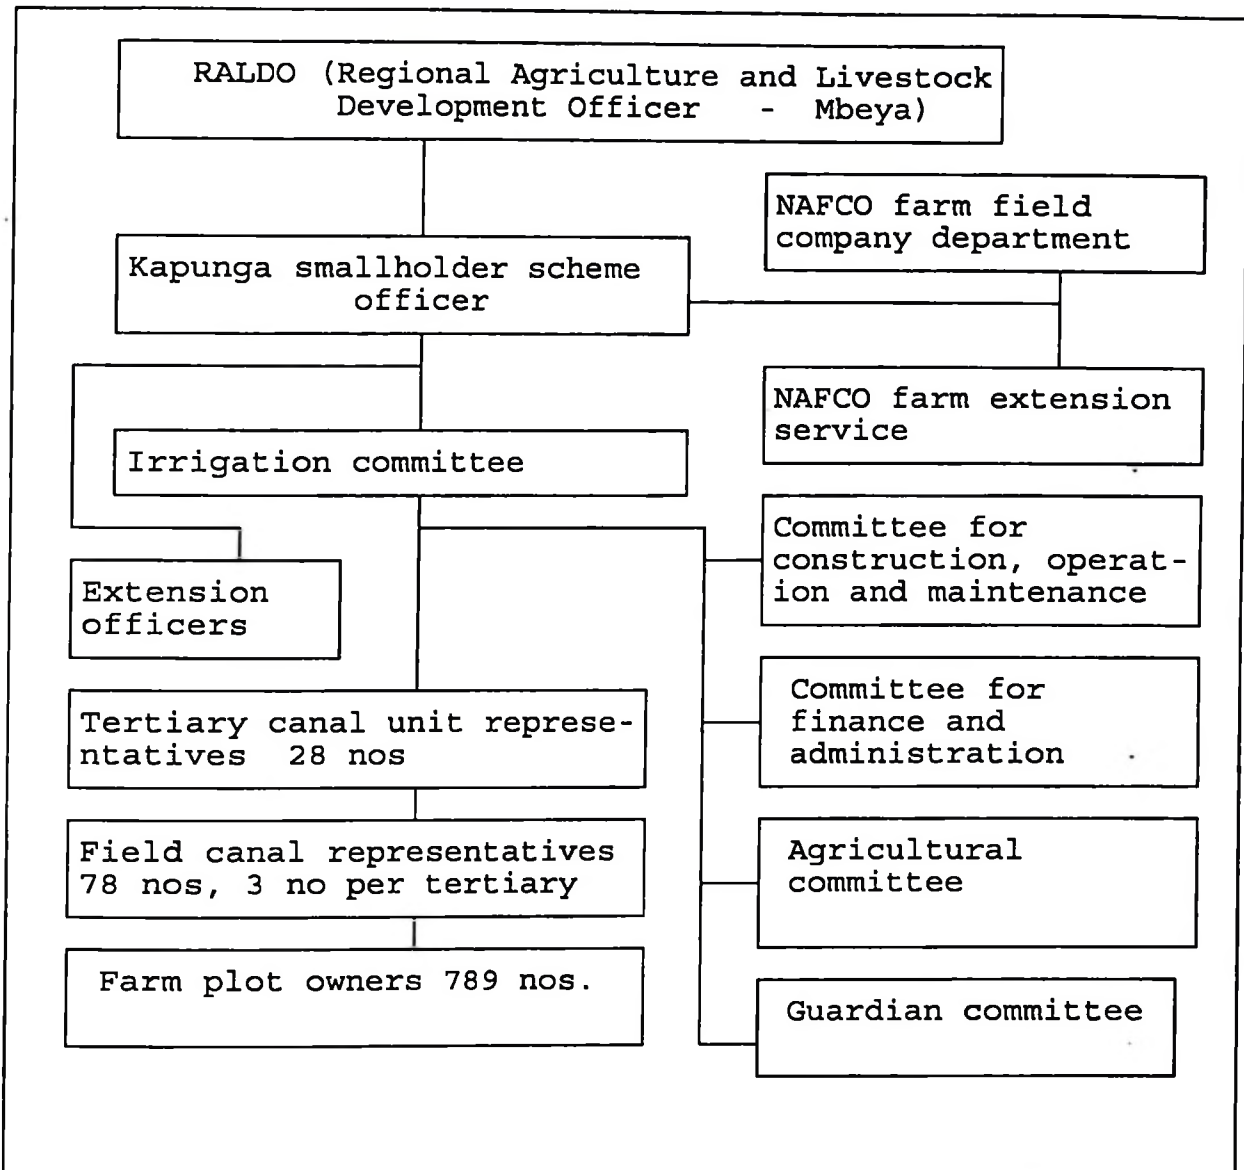 RALDO (Regional Agriculture and Livestock
Development Officer - Mbeya)
NAFCO farm field
company department
Kapunga smallholder scheme
officer
NAFCO farm extension
service
Irrigation committee
Committee for
construction, operat-
ion and maintenance
Extension
officers
Committee for
finance and
administration
Tertiary canal unit represe-
ntatives 28 nos
Field canal representatives
78 nos, 3 no per tertiary
Agricultural
committee
Farm plot owners 789 nos.
Guardian committee